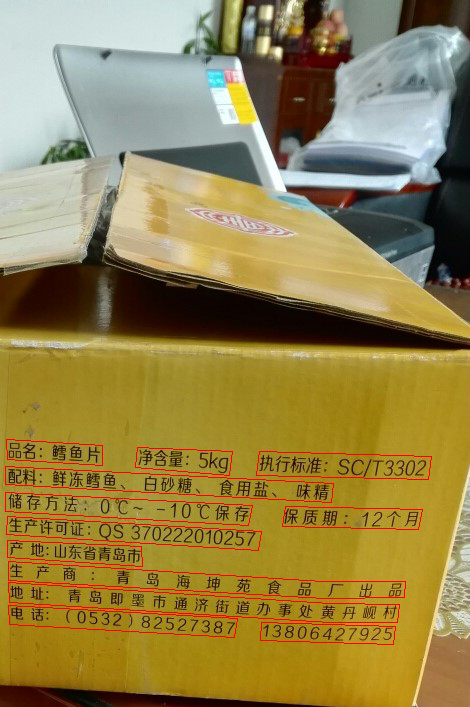 品名：鳕鱼片 净含量：5kg 执行标准：SC/T3302
配料：鲜冻鳕鱼、白砂糖、食用盐、味精
储存方法：0℃~ -10℃保存 保质期：12个月
生产许可证：QS 370222010257
产 地：山东省青岛市
生产商：青岛海坤苑食品厂出品
地址：青岛即墨市通济街道办事处黄丹岘村
电话：(0532)82527387 13806427925